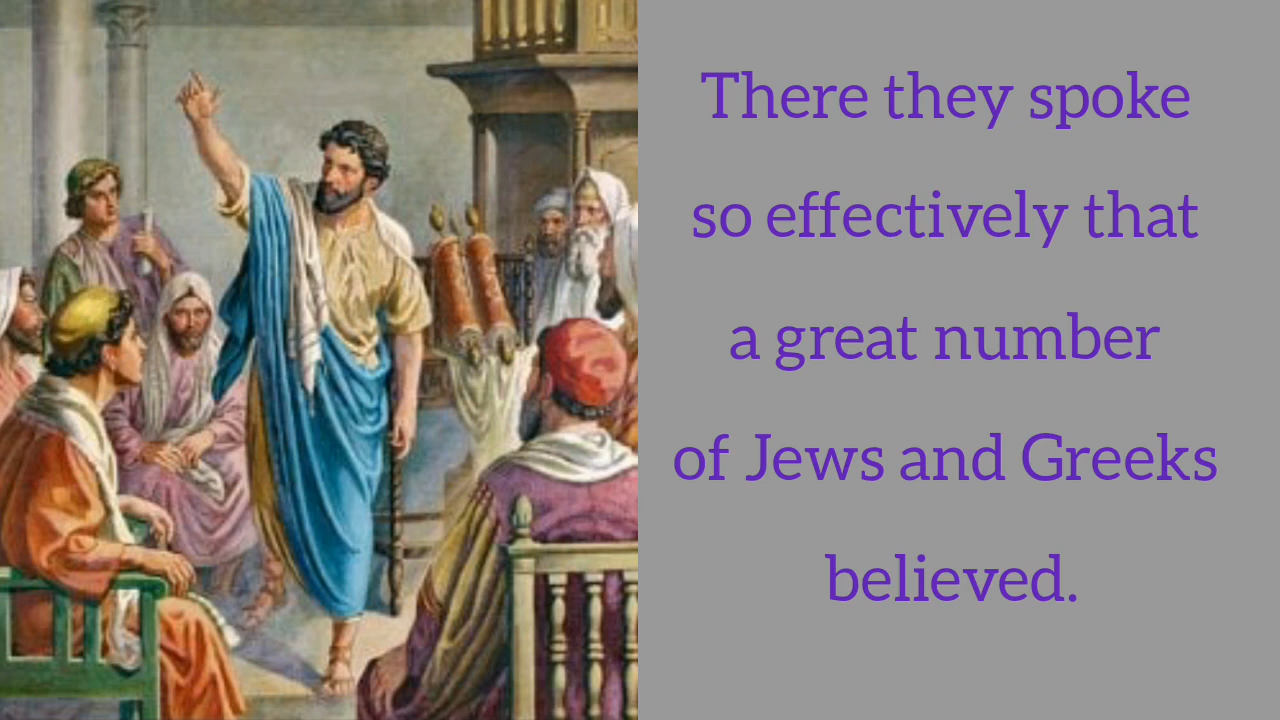 There they spoke
so effectively that
a great number
of Jews and Greeks
believed.